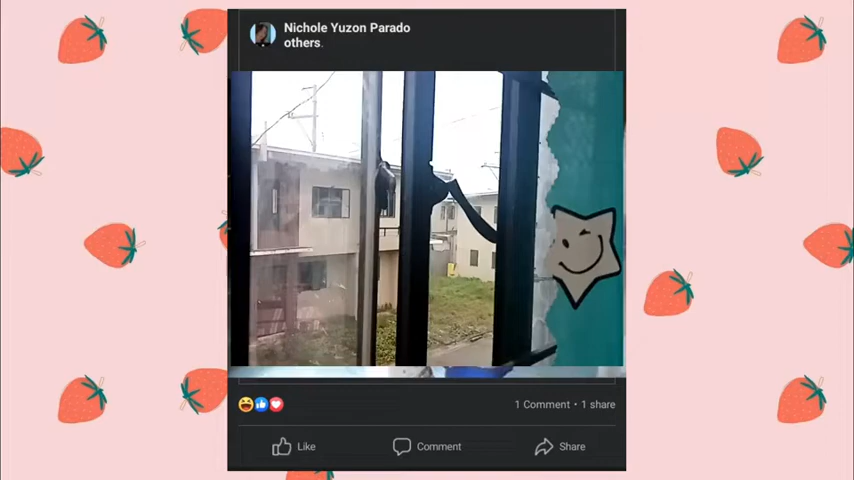 Nichole Yuzon Parado
others.
1 Comment • 1 share
Like
Comment
Share